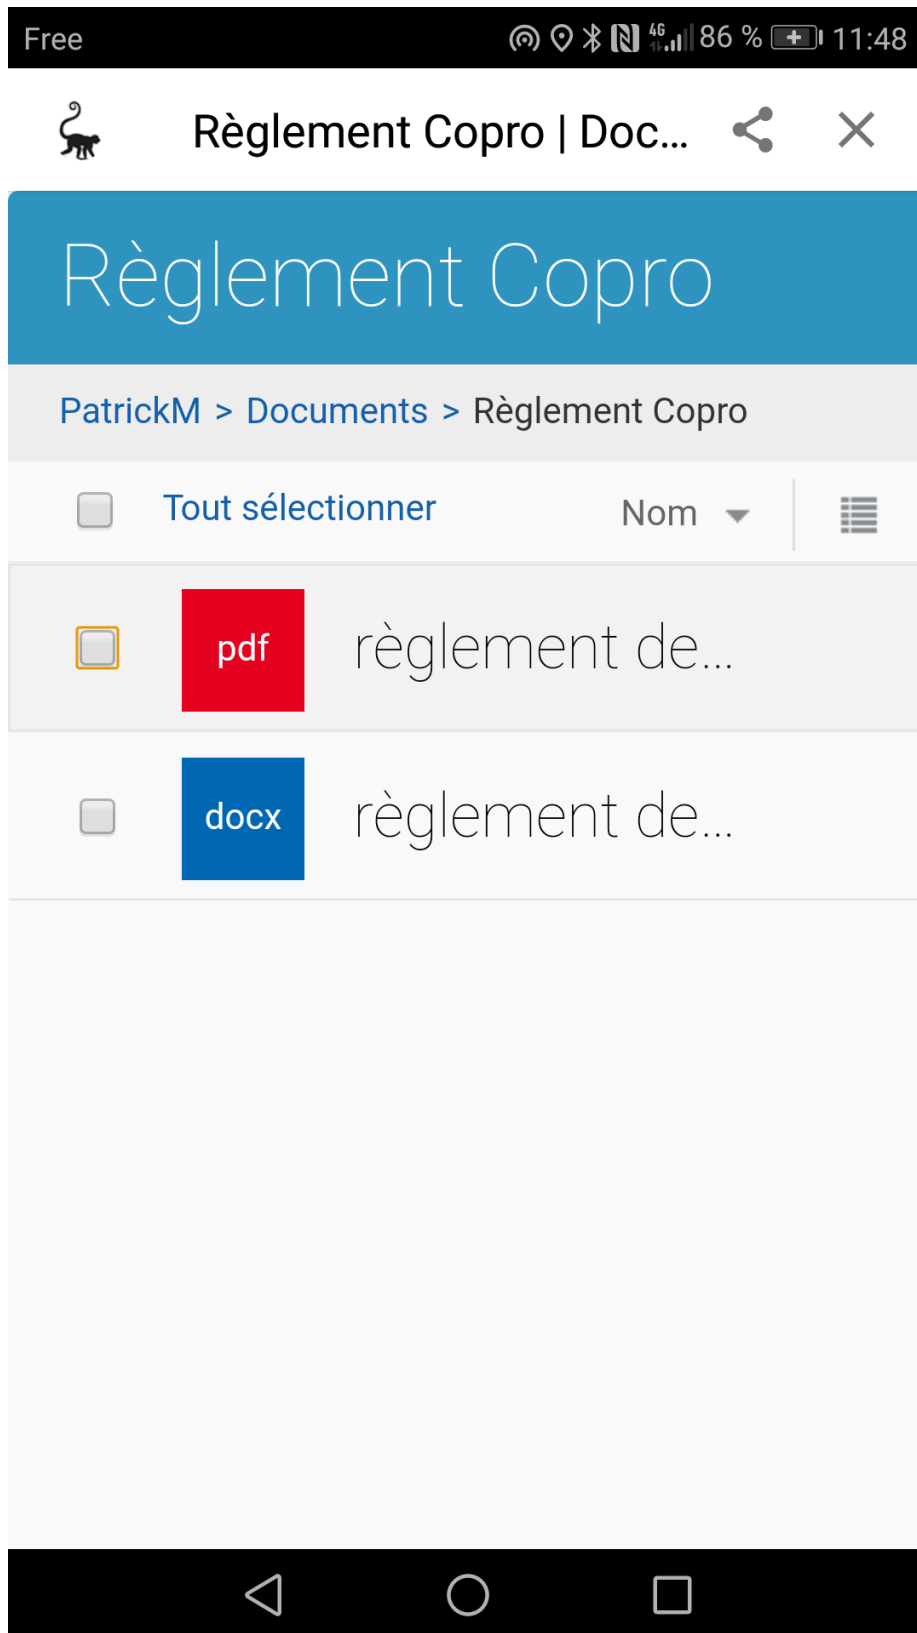 Free 4G 86 % 11:48
Règlement Copro | Doc...
Règlement Copro
PatrickM > Documents > Règlement Copro
Tout sélectionner Nom
pdf règlement de...
docx règlement de...